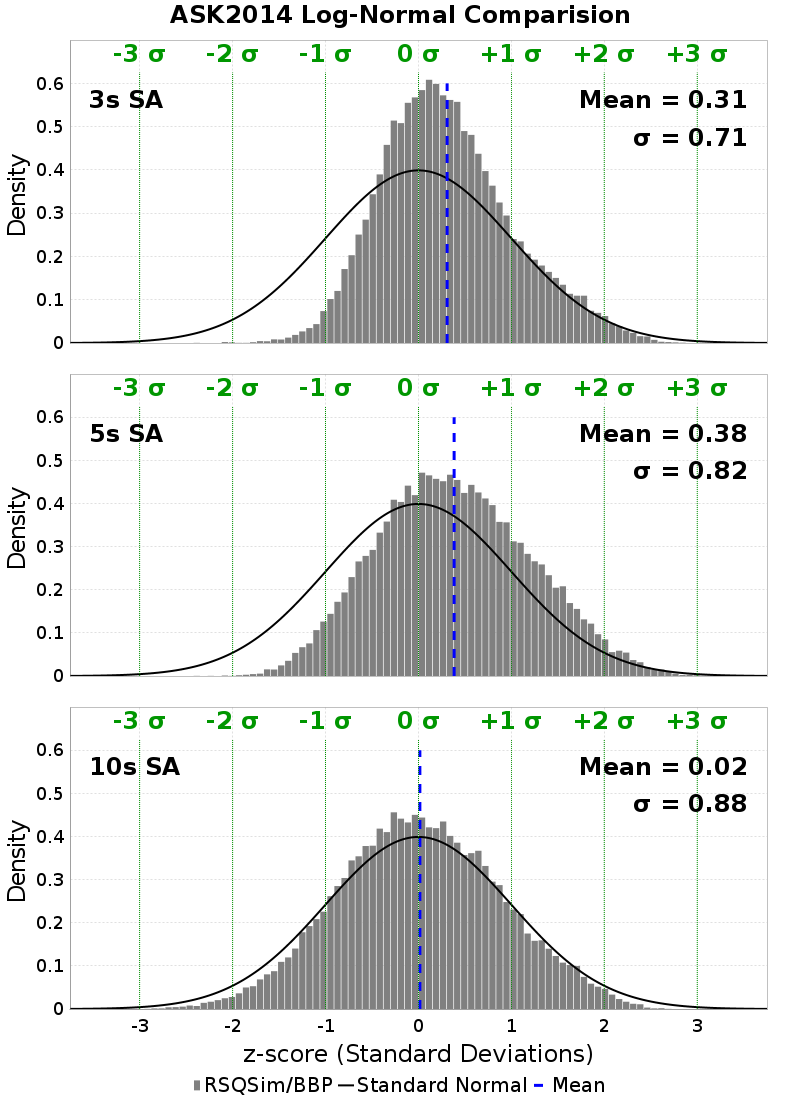 ASK2014 Log-Normal Comparision
-3 σ -2 σ -1 σ 0 σ +1 σ +2 σ +3 σ
0.6
3s SA Mean = 0.31
0.5
σ = 0.71
0.4
0.3
0.2
0.1
0
Density
-3 σ -2 σ -1 σ 0 σ +1 σ +2 σ +3 σ
0.6
5s SA Mean = 0.38
0.5
σ = 0.82
0.4
0.3
0.2
0.1
0
Density
-3 σ -2 σ -1 σ 0 σ +1 σ +2 σ +3 σ
0.6
10s SA Mean = 0.02
0.5
σ = 0.88
0.4
0.3
0.2
0.1
0
Density
-3 -2 -1 0 1 2 3
z-score (Standard Deviations)
RSQSim/BBP Standard Normal Mean